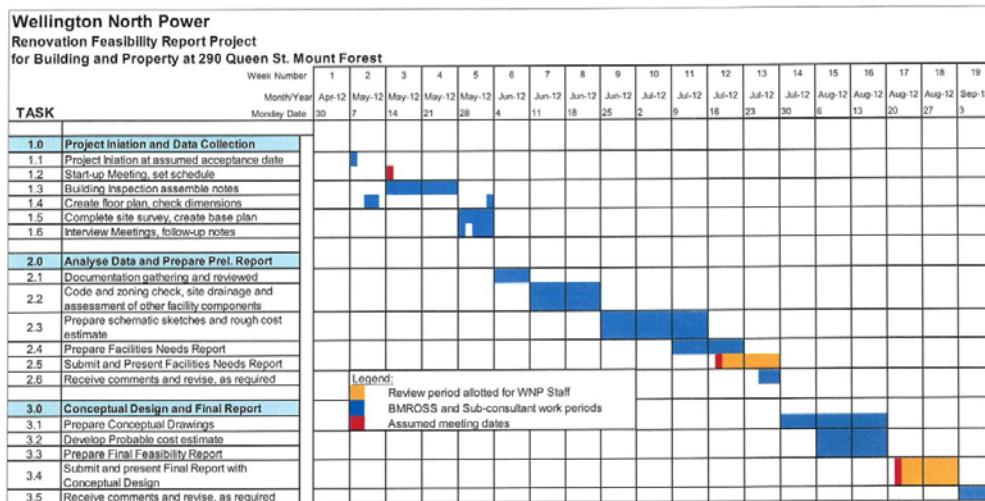 Wellington North Power
Renovation Feasibility Report Project
for Building and Property at 290 Queen St. Mount Forest
Week Number 1 2 3 4 5 6 7 8 9 10 11 12 13 14 15 16 17 18 19
Month/Year Apr-12 May-12 May-12 May-12 May-12 Jun-12 Jun-12 Jun-12 Jun-12 Jul-12 Jul-12 Jul-12 Jul-12 Jul-12 Aug-12 Aug-12 Aug-12 Aug-12 Sep-1
TASK Monday Date 30 7 14 21 28 4 11 18 25 2 9 16 23 30 6 13 20 27 3
1.0 Project Iniation and Data Collection
1.1 Project Iniation at assumed acceptance date
1.2 Start-up Meeting, set schedule
1.3 Building Inspection assemble notes
1.4 Create floor plan, check dimensions
1.5 Complete site survey, create base plan
1.6 Interview Meetings, follow-up notes
2.0 Analyse Data and Prepare Prel. Report
2.1 Documentation gathering and reviewed
2.2 Code and zoning check, site drainage and
assessment of other facility components
2.3 Prepare schematic sketches and rough cost
estimate
2.4 Prepare Facilities Needs Report
2.5 Submit and Present Facilities Needs Report
2.6 Receive comments and revise, as required
Legend:
Review period allotted for WNP Staff
BMROSS and Sub-consultant work periods
Assumed meeting dates
3.0 Conceptual Design and Final Report
3.1 Prepare Conceptual Drawings
3.2 Develop Probable cost estimate
3.3 Prepare Final Feasibility Report
3.4 Submit and present Final Report with
Conceptual Design
3.5 Receive comments and revise, as required